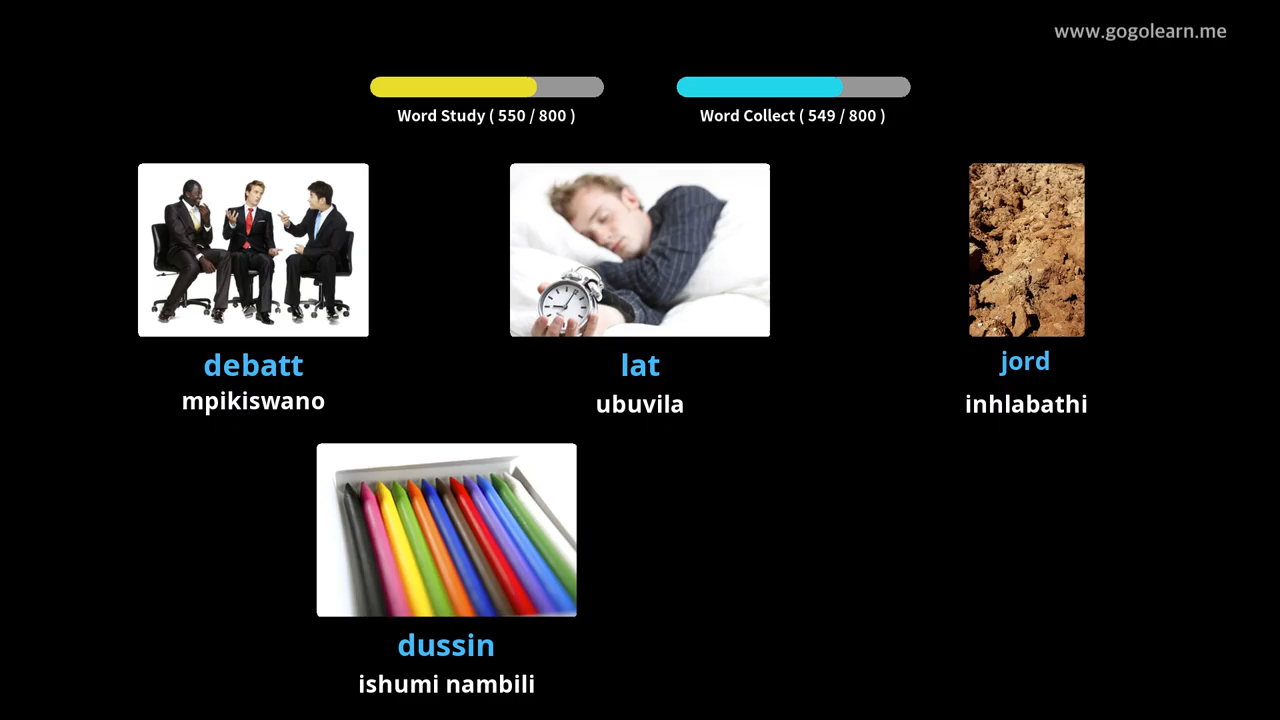 www.gogolearn.me
Word Study ( 550 / 800 )
Word Collect ( 549 / 800 )
debatt
mpikiswano
lat
ubuvila
jord
inhlabathi
dussin
ishumi nambili